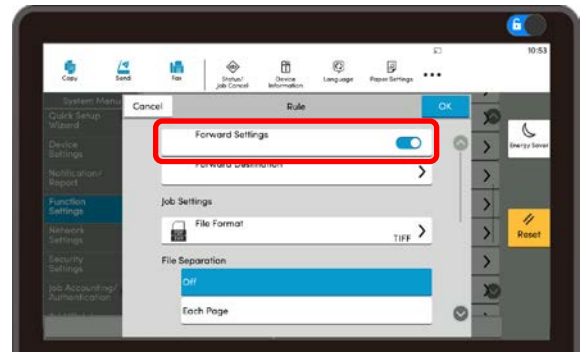 6
10:53
Copy
Send
Fax
Status/
Job Cancel
Device
Information
Language
Paper Settings
System Menu
Quick Setup
Wizard
Device
Settings
Notification/
Report
Function
Settings
Network
Settings
Security
Settings
Job Accounting/
Authentication
Cancel
Rule
OK
Forward Settings
Forward Destination
Job Settings
File Format
TIFF
File Separation
Off
Each Page
Energy Saver
Reset